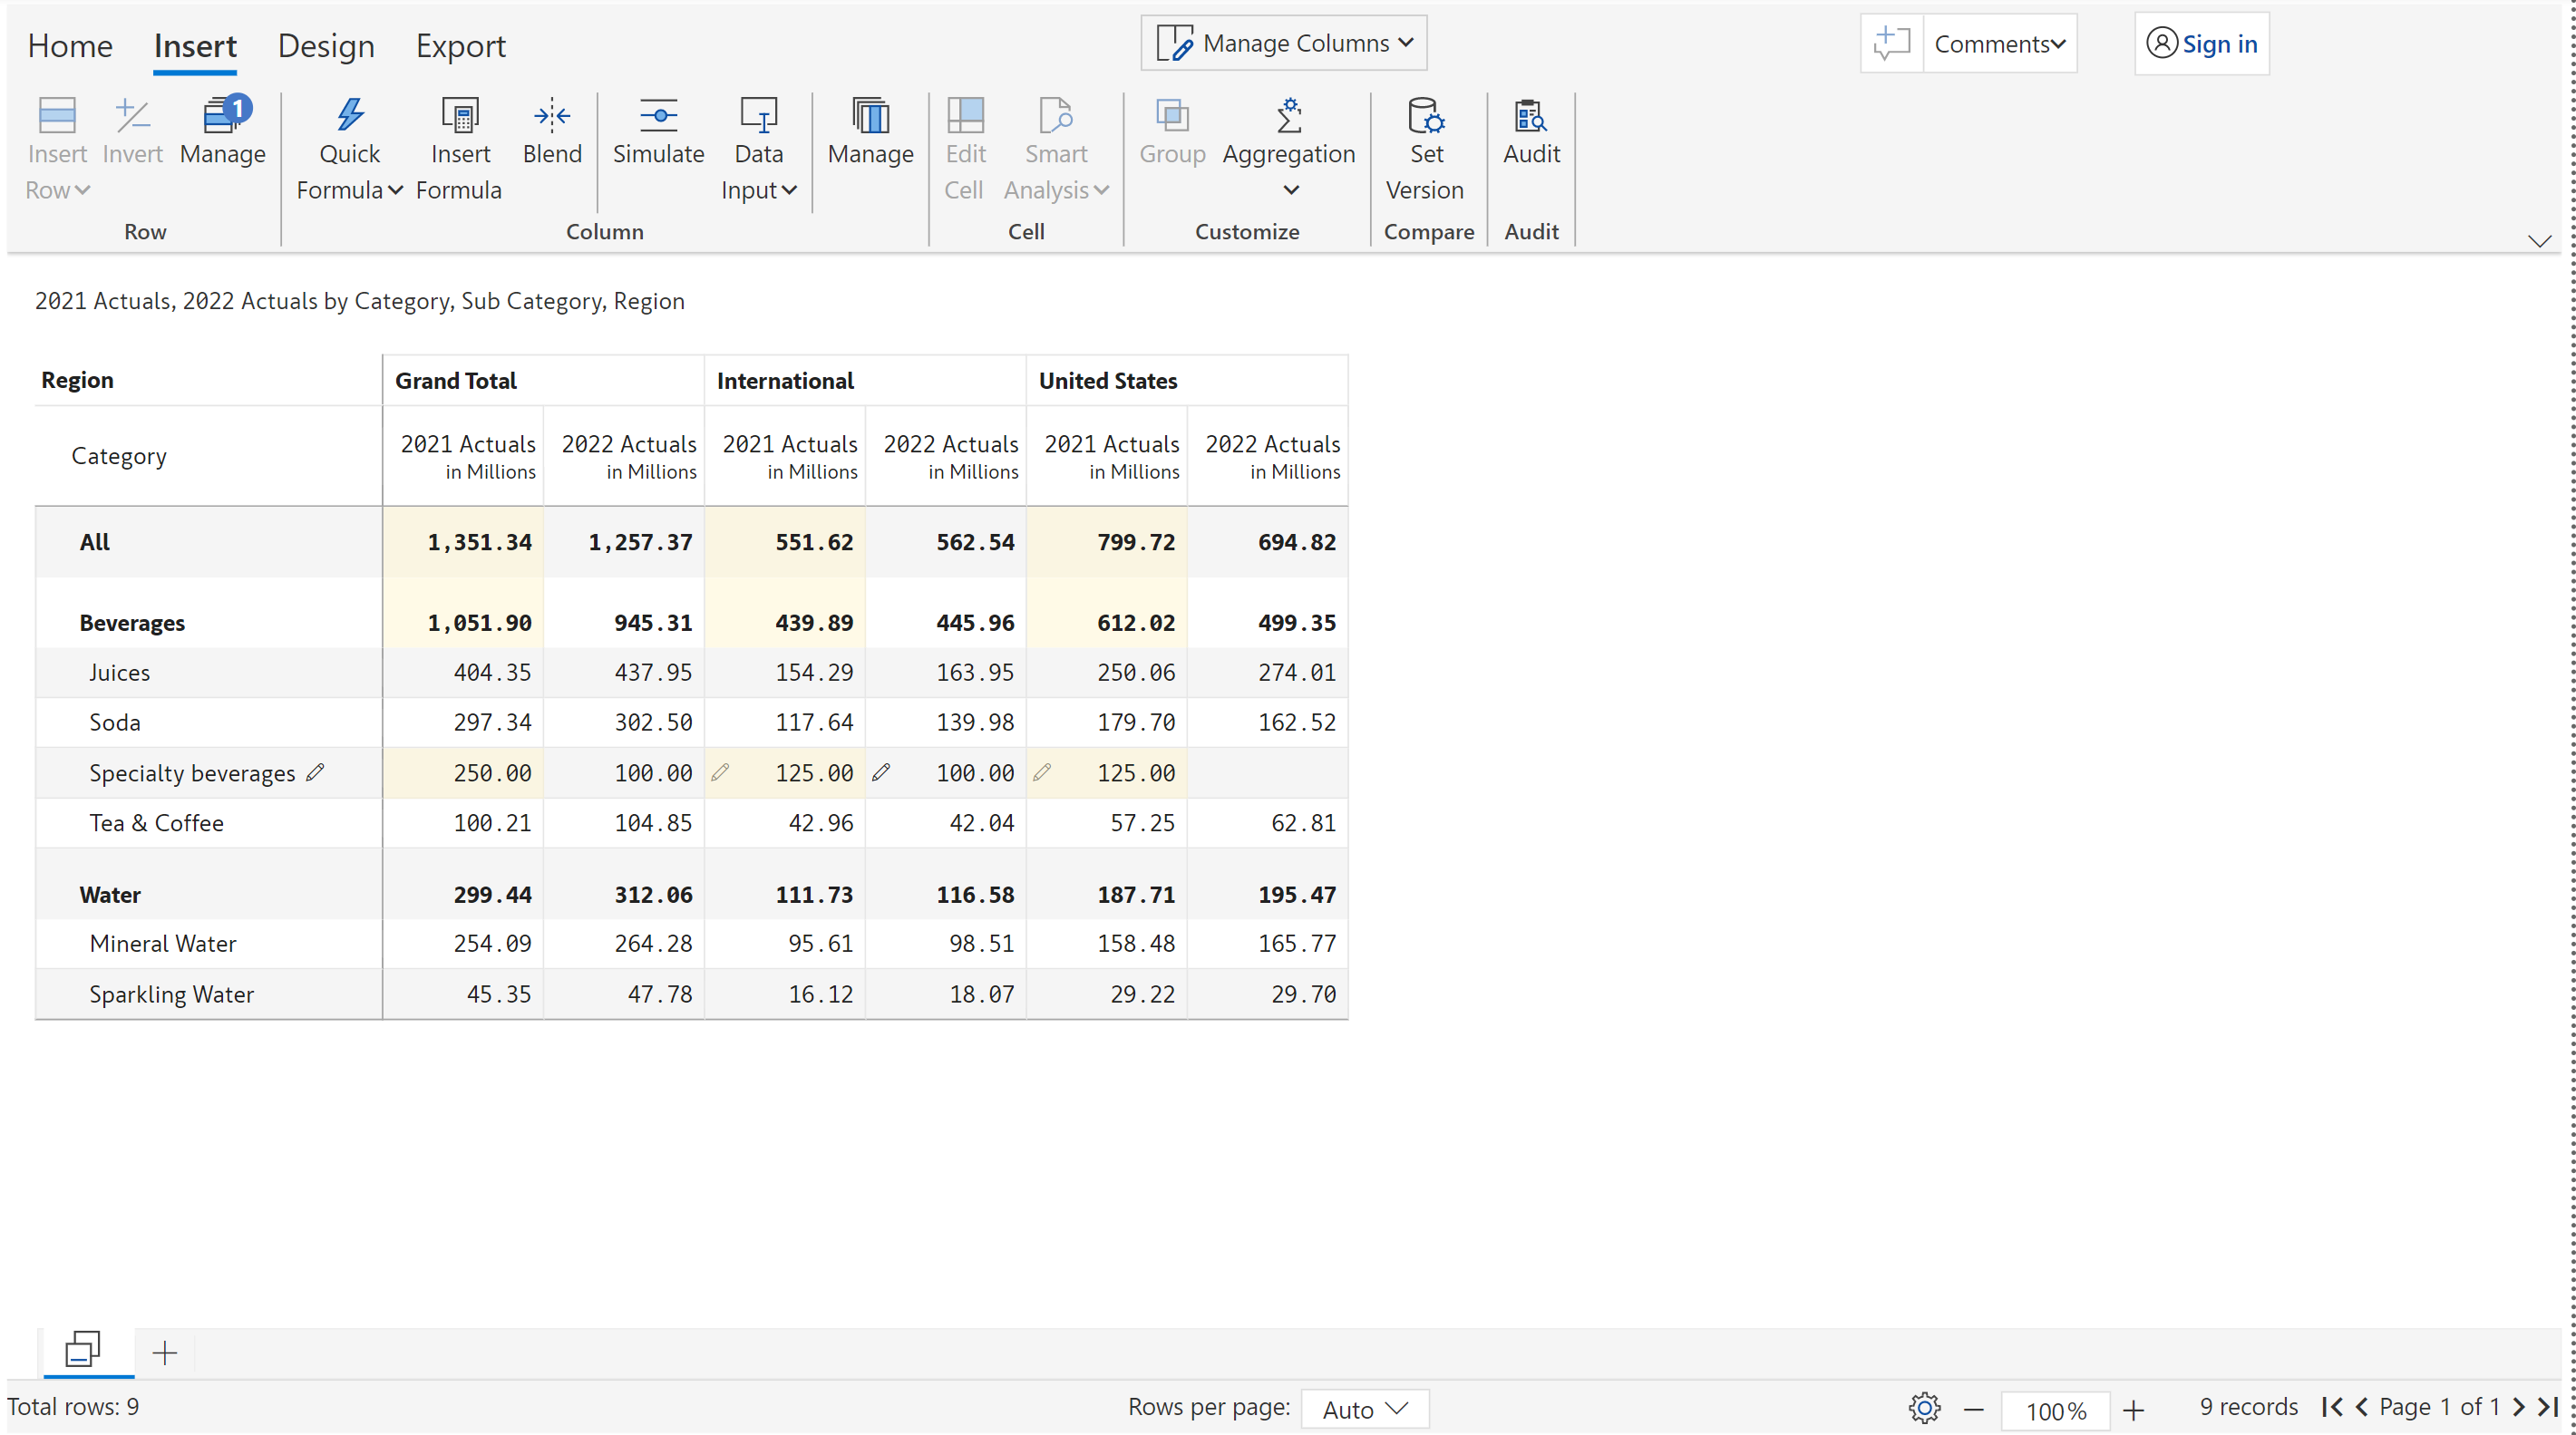 Home Insert Design Export Manage Columns Comments Sign in
Insert Row Invert Manage 1 Quick Formula Insert Formula Blend Simulate Data Input Manage Edit Cell Smart Analysis Group Aggregation Set Version Audit
Row Column Cell Customize Compare Audit
2021 Actuals, 2022 Actuals by Category, Sub Category, Region
Region Grand Total International United States
Category 2021 Actuals in Millions 2022 Actuals in Millions 2021 Actuals in Millions 2022 Actuals in Millions 2021 Actuals in Millions 2022 Actuals in Millions
All 1,351.34 1,257.37 551.62 562.54 799.72 694.82
Beverages 1,051.90 945.31 439.89 445.96 612.02 499.35
Juices 404.35 437.95 154.29 163.95 250.06 274.01
Soda 297.34 302.50 117.64 139.98 179.70 162.52
Specialty beverages 250.00 100.00 125.00 100.00 125.00
Tea & Coffee 100.21 104.85 42.96 42.04 57.25 62.81
Water 299.44 312.06 111.73 116.58 187.71 195.47
Mineral Water 254.09 264.28 95.61 98.51 158.48 165.77
Sparkling Water 45.35 47.78 16.12 18.07 29.22 29.70
Total rows: 9 Rows per page: Auto 100% 9 records Page 1 of 1